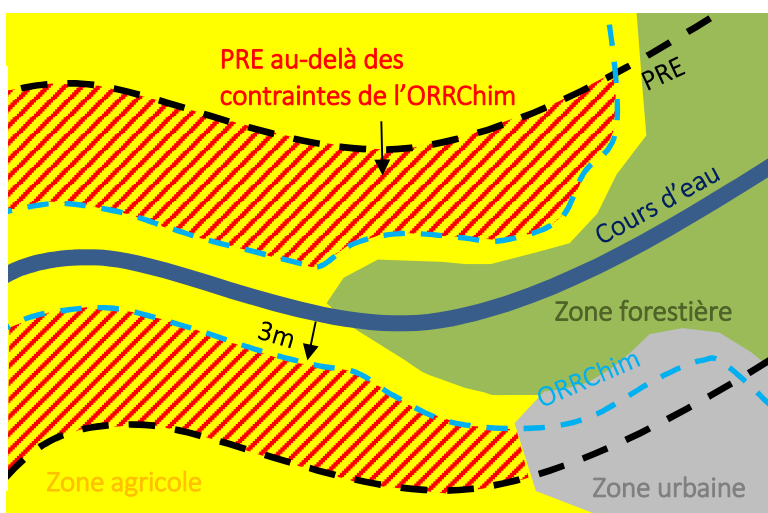 PRE au-delà des
contraintes de l'ORRChim
PRE
Cours d'eau
Zone forestière
3m
ORRChim
Zone agricole
Zone urbaine